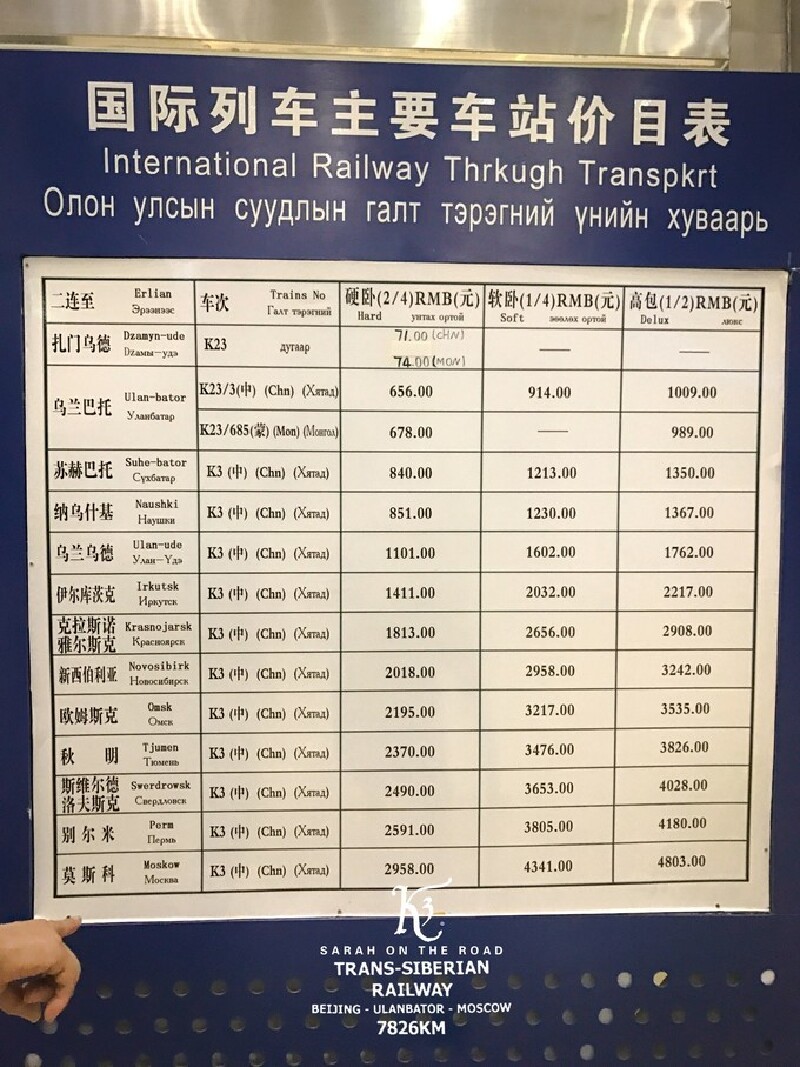 国际列车主要车站价目表
International Railway Thrkugh Transpkrt
Олон улсын суудлын галт тэрэгний үнийн хуваарь
二连至 Erlian Эрээнээс 车次 Trains No Галт тэрэгний 硬卧(2/4)RMB(元) Hard унтах ортой 软卧(1/4)RMB(元) Soft зөөлөх ортой 高包(1/2)RMB(元) Delux люкс
扎门乌德 Dzamyn-ude Dzамы-удэ K23 дугаар 71.00 (CHN) 74.00 (MON) — —
乌兰巴托 Ulan-bator Уланбатар K23/3(中) (Chn) (Хятад) 656.00 914.00 1009.00
K23/685(蒙) (Mon) (Монгол) 678.00 — 989.00
苏赫巴托 Suhe-bator Сүхбатар K3 (中) (Chn) (Хятад) 840.00 1213.00 1350.00
纳乌什基 Naushki Наушки K3 (中) (Chn) (Хятад) 851.00 1230.00 1367.00
乌兰乌德 Ulan-ude Улан-Үдэ K3 (中) (Chn) (Хятад) 1101.00 1602.00 1762.00
伊尔库茨克 Irkutsk Иркутск K3 (中) (Chn) (Хятад) 1411.00 2032.00 2217.00
克拉斯诺雅尔斯克 Krasnojarsk Красноярск K3 (中) (Chn) (Хятад) 1813.00 2656.00 2908.00
新西伯利亚 Novosibirk Новосибирск K3 (中) (Chn) (Хятад) 2018.00 2958.00 3242.00
欧姆斯克 Omsk Омск K3 (中) (Chn) (Хятад) 2195.00 3217.00 3535.00
秋 明 Tjumen Тюмень K3 (中) (Chn) (Хятад) 2370.00 3476.00 3826.00
斯维尔德洛夫斯克 Swerdrowsk Свердловск K3 (中) (Chn) (Хятад) 2490.00 3653.00 4028.00
别尔米 Perm Пермь K3 (中) (Chn) (Хятад) 2591.00 3805.00 4180.00
莫斯科 Moskow Москва K3 (中) (Chn) (Хятад) 2958.00 4341.00 4803.00
K3.
SARAH ON THE ROAD
TRANS-SIBERIAN
RAILWAY
BEIJING - ULANBATOR - MOSCOW
7826KM